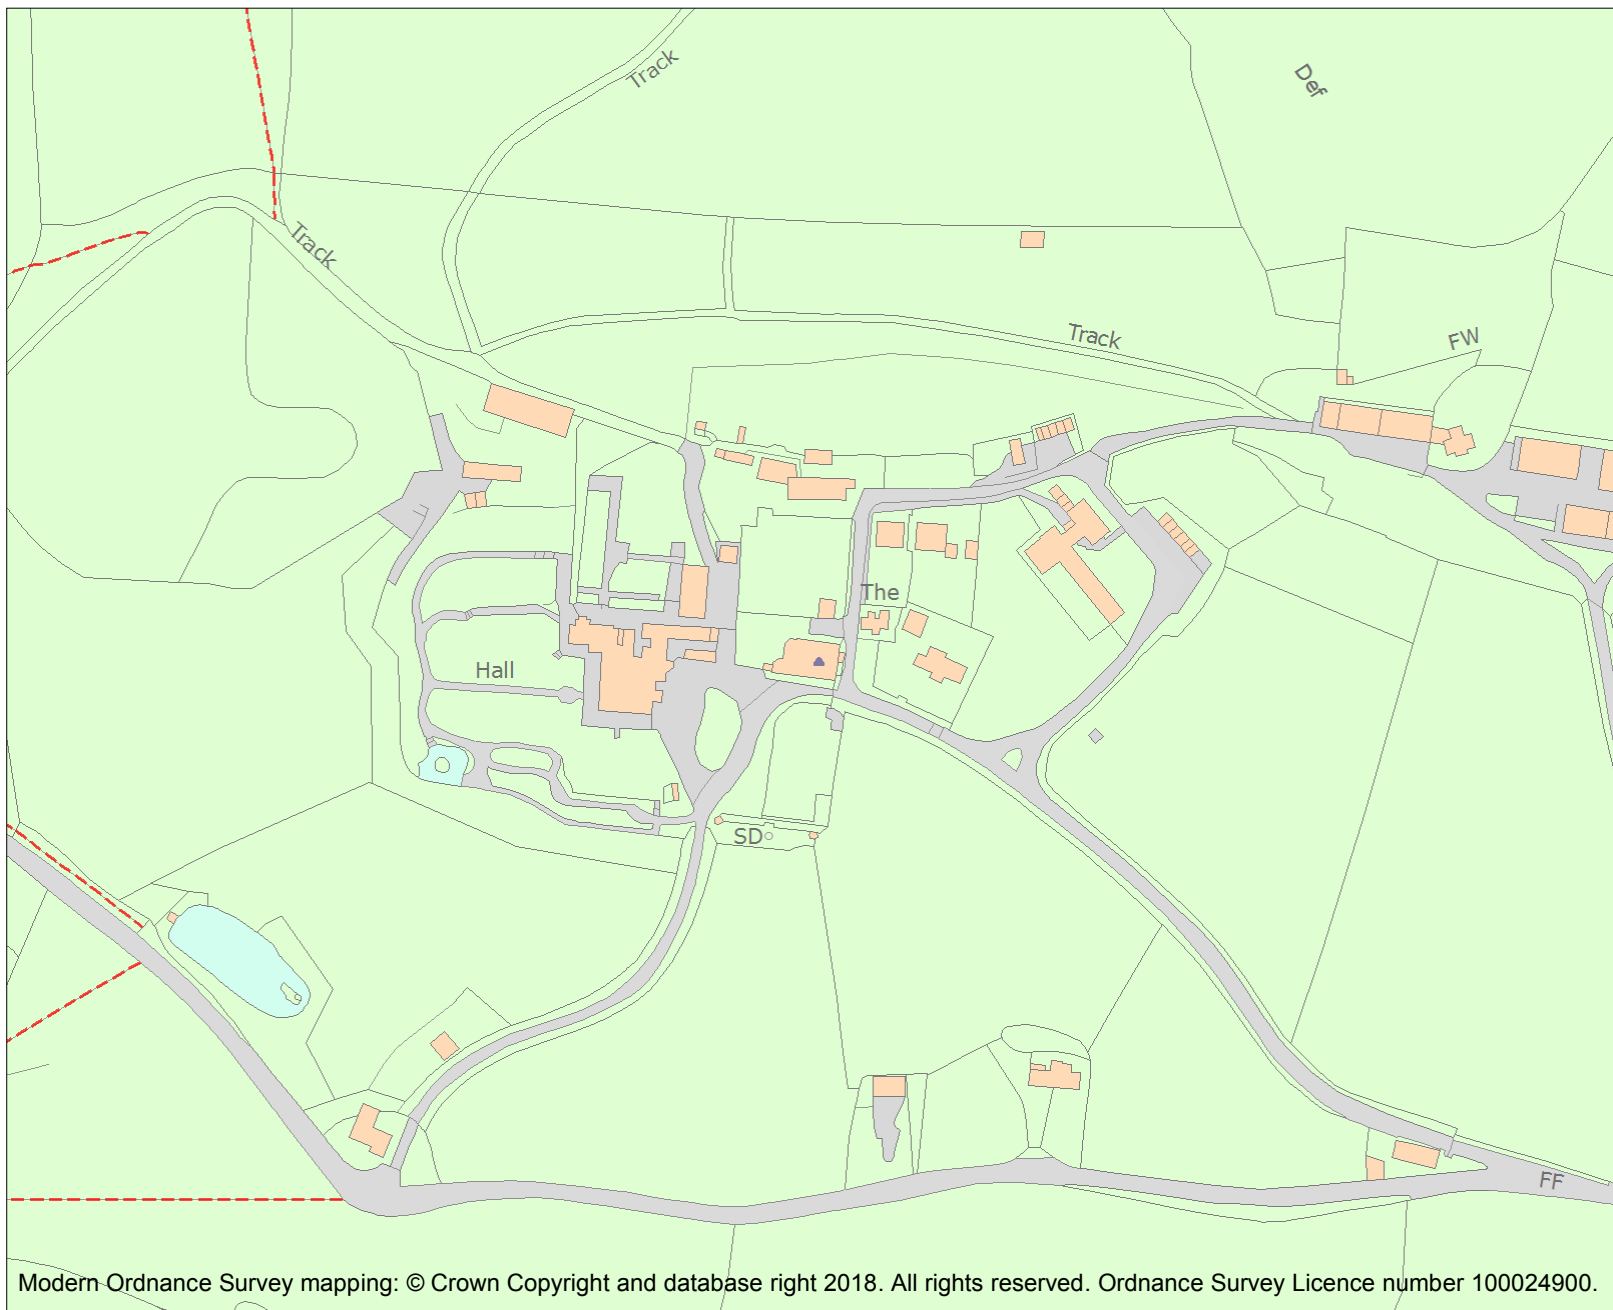 Track
Def
Track
Track
FW
The
Hall
SD
FF
Modern Ordnance Survey mapping: © Crown Copyright and database right 2018. All rights reserved. Ordnance Survey Licence number 100024900.